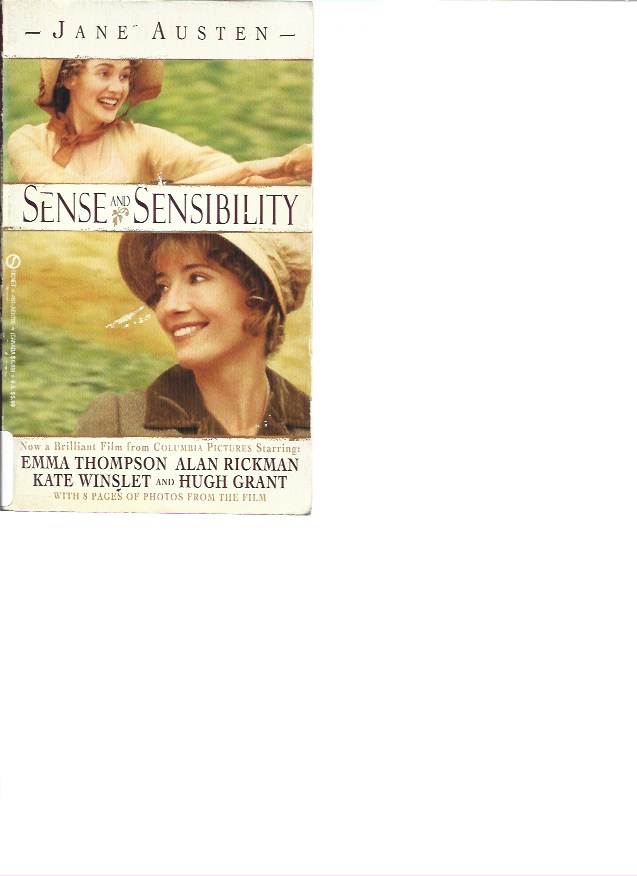 – JANE AUSTEN –
SENSE AND SENSIBILITY
SIGNET
Now a Brilliant Film from COLUMBIA PICTURES Starring:
EMMA THOMPSON ALAN RICKMAN
KATE WINSLET AND HUGH GRANT
WITH 8 PAGES OF PHOTOS FROM THE FILM